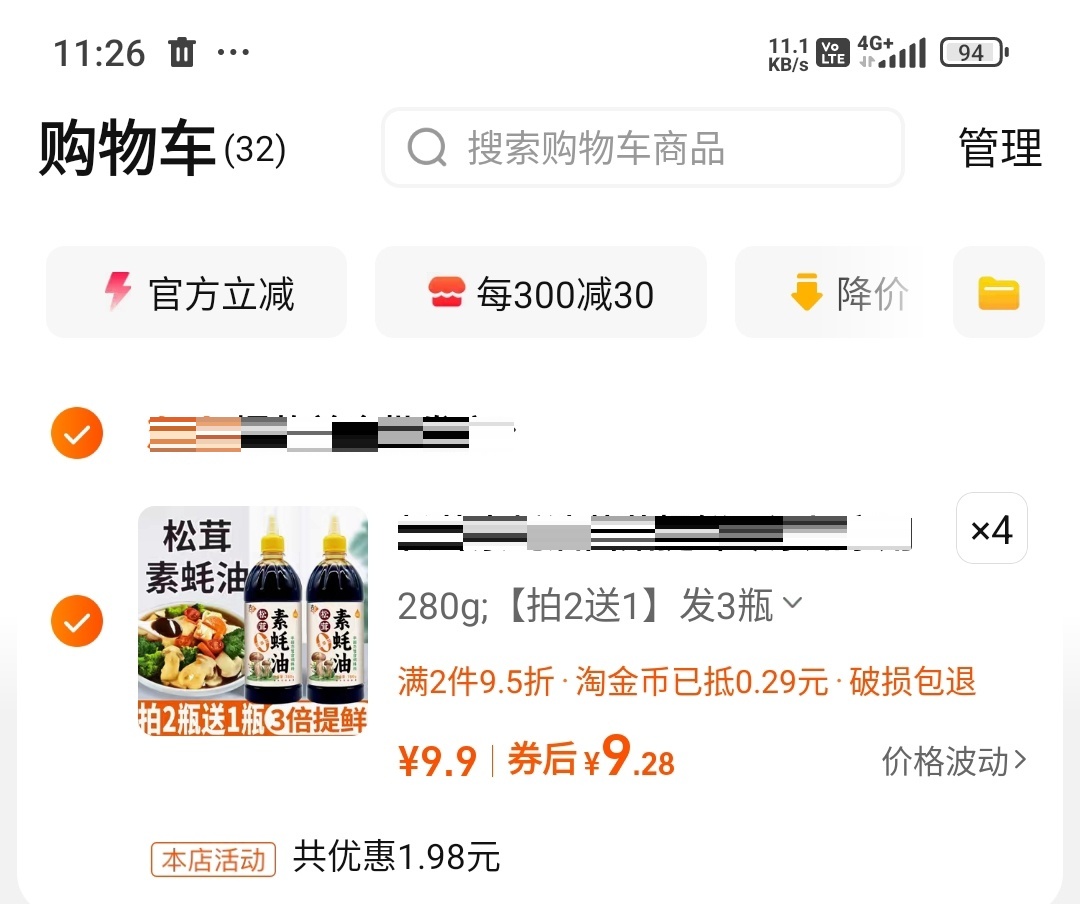 11:26 ···
11.1 KB/s VoLTE 4G+ 94
购物车(32)
搜索购物车商品
管理
官方立减
每300减30
降价
×4
松茸
素蚝油
松茸 素蚝油
松茸 素蚝油
拍2瓶送1瓶 3倍提鲜
280g;【拍2送1】发3瓶
满2件9.5折 · 淘金币已抵0.29元 · 破损包退
¥9.9 | 券后 ¥9.28
价格波动
本店活动 共优惠1.98元